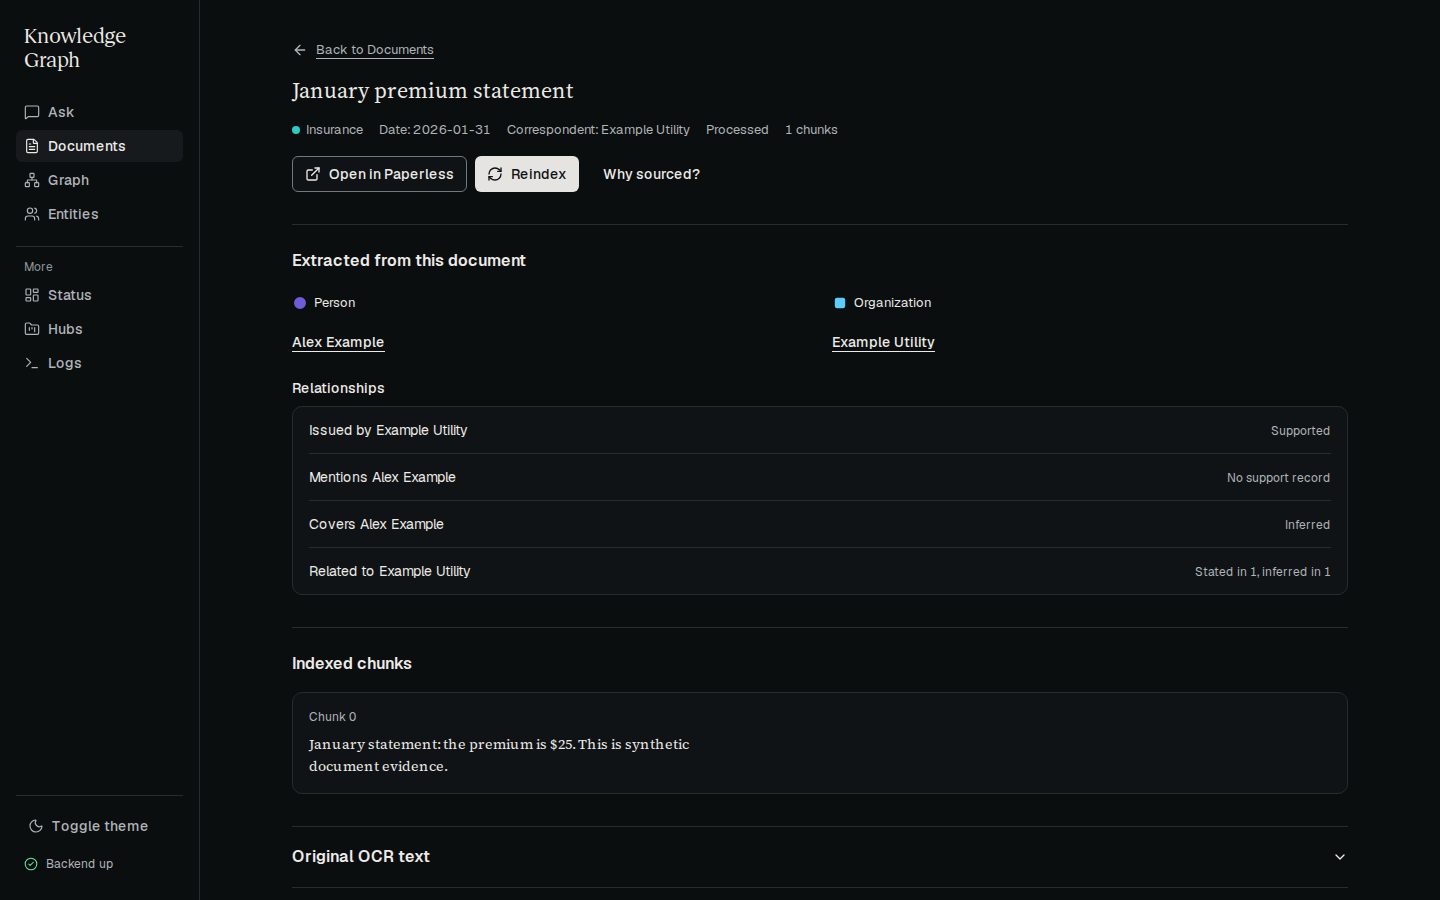 Knowledge
Graph
Ask
Documents
Graph
Entities
More
Status
Hubs
Logs
Toggle theme
Backend up
Back to Documents
January premium statement
Insurance Date: 2026-01-31 Correspondent: Example Utility Processed 1 chunks
Open in Paperless Reindex Why sourced?
Extracted from this document
Person Organization
Alex Example Example Utility
Relationships
Issued by Example Utility Supported
Mentions Alex Example No support record
Covers Alex Example Inferred
Related to Example Utility Stated in 1, inferred in 1
Indexed chunks
Chunk 0
January statement: the premium is $25. This is synthetic
document evidence.
Original OCR text